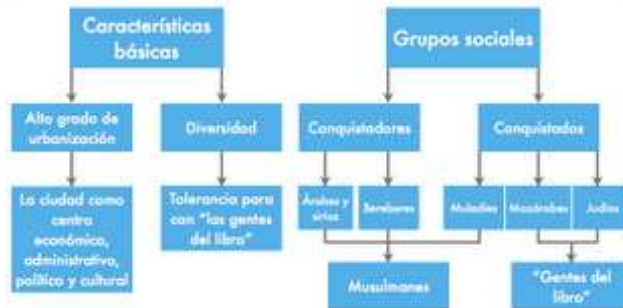 Características
básicas
Grupos sociales
Alto grado de
urbanización
Diversidad
Conquistadores
Conquistados
La ciudad como
centro
económico,
administrativo,
político y cultural
Tolerancia para
con "las gentes
del libro"
Árabes y
sirios
Bereberes
Muladíes
Mozárabes
Judíos
Musulmanes
"Gentes del
libro"